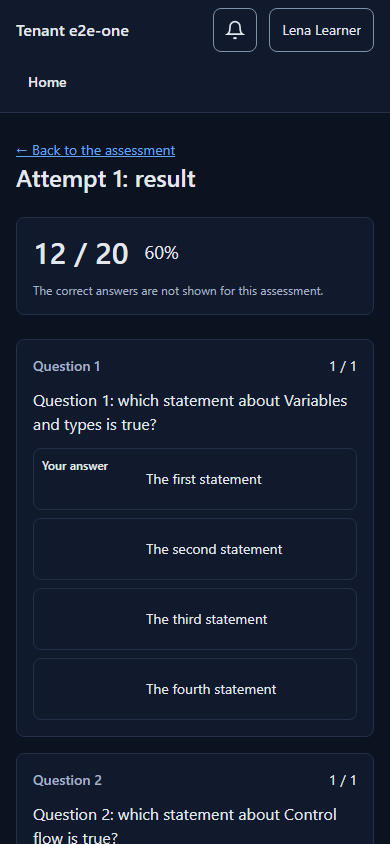 Tenant e2e-one
Lena Learner
Home
← Back to the assessment
Attempt 1: result
12 / 20 60%
The correct answers are not shown for this assessment.
Question 1 1 / 1
Question 1: which statement about Variables
and types is true?
Your answer
The first statement
The second statement
The third statement
The fourth statement
Question 2 1 / 1
Question 2: which statement about Control
flow is true?